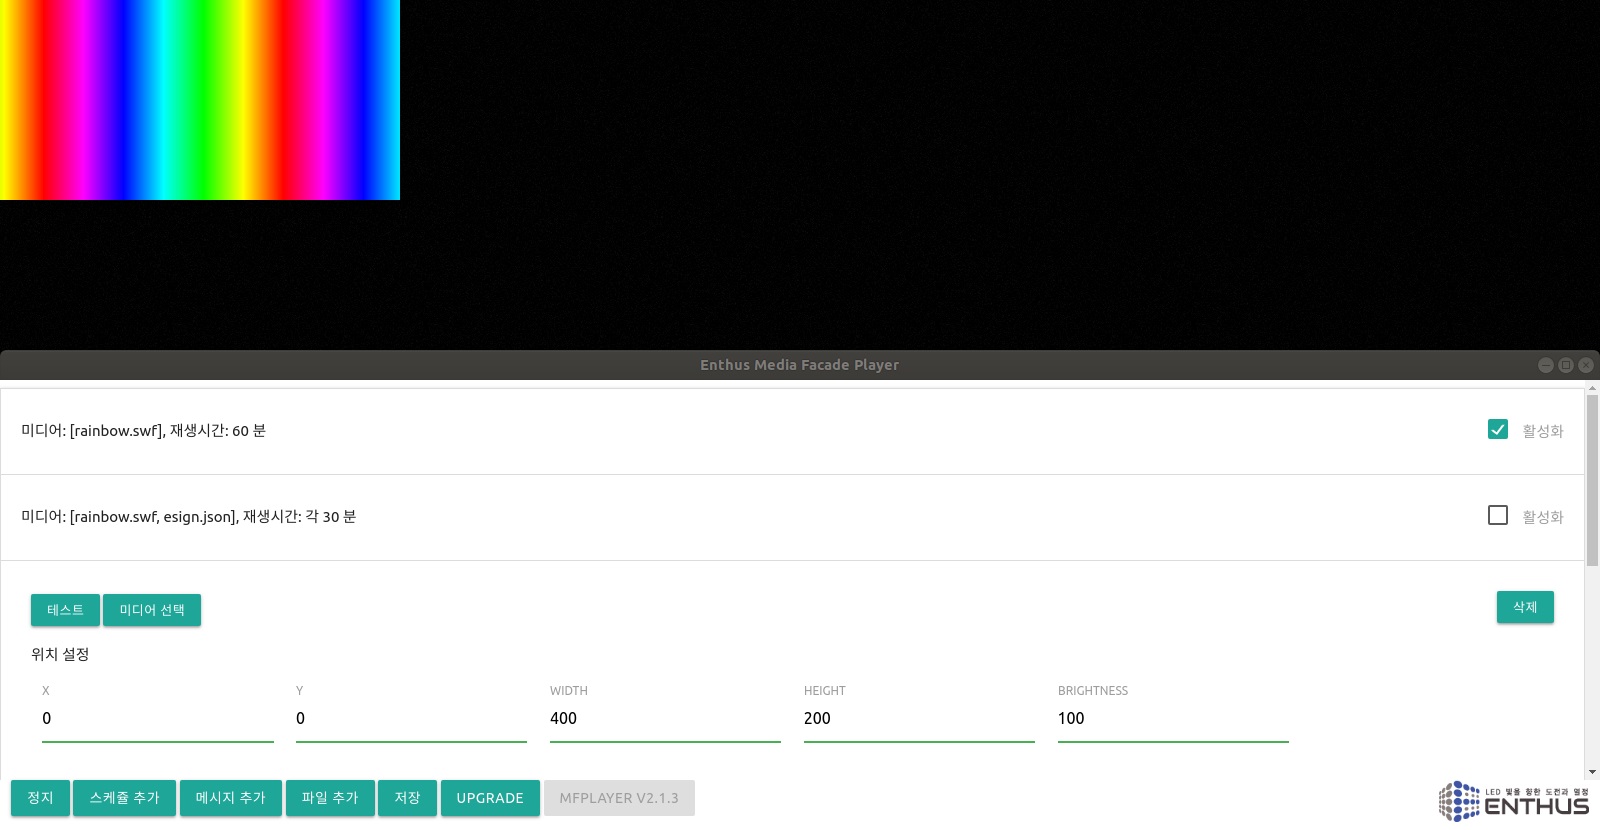 Enthus Media Facade Player
미디어: [rainbow.swf], 재생시간: 60 분
활성화
미디어: [rainbow.swf, esign.json], 재생시간: 각 30 분
활성화
테스트 미디어 선택 삭제
위치 설정
X Y WIDTH HEIGHT BRIGHTNESS
0 0 400 200 100
정지 스케쥴 추가 메시지 추가 파일 추가 저장 UPGRADE MFPLAYER V2.1.3
LED 빛을 향한 도전과 열정
ENTHUS